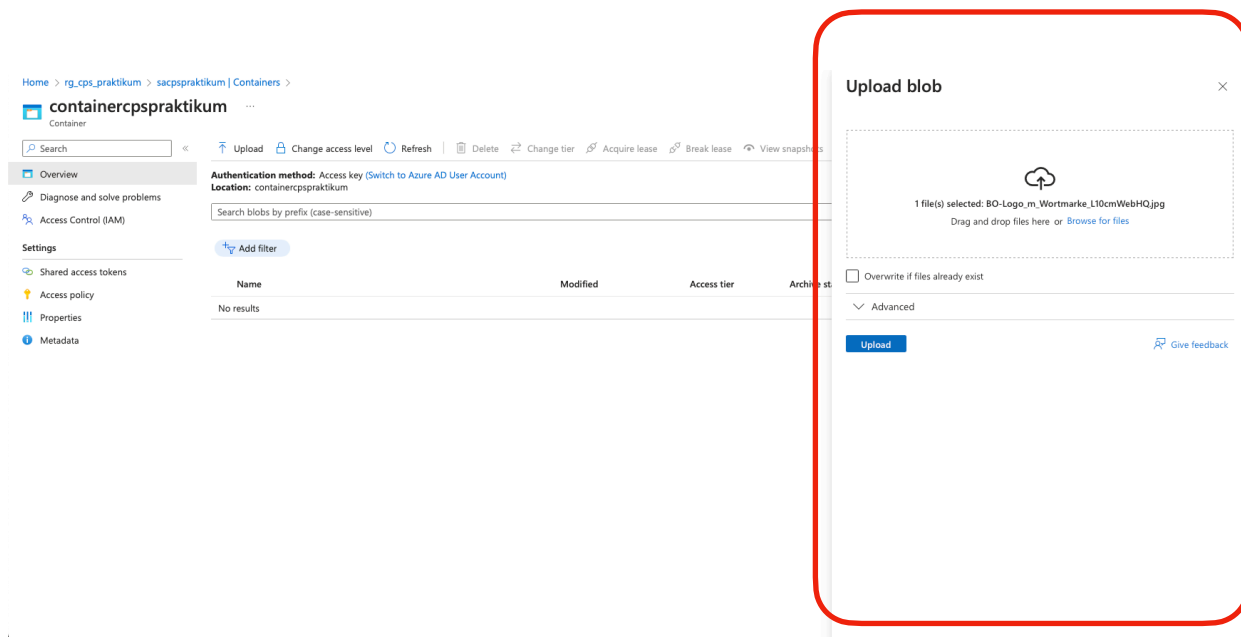 Home > rg_cps_praktikum > sacpspraktikum | Containers >
containercpspraktikum ...
Container
Search «
Overview
Diagnose and solve problems
Access Control (IAM)
Settings
Shared access tokens
Access policy
Properties
Metadata
Upload Change access level Refresh Delete Change tier Acquire lease Break lease View snapshots
Authentication method: Access key (Switch to Azure AD User Account)
Location: containercpspraktikum
Search blobs by prefix (case-sensitive)
Add filter
Name Modified Access tier Archive st
No results
Upload blob
1 file(s) selected: BO-Logo_m_Wortmarke_L10cmWebHQ.jpg
Drag and drop files here or Browse for files
Overwrite if files already exist
Advanced
Upload Give feedback